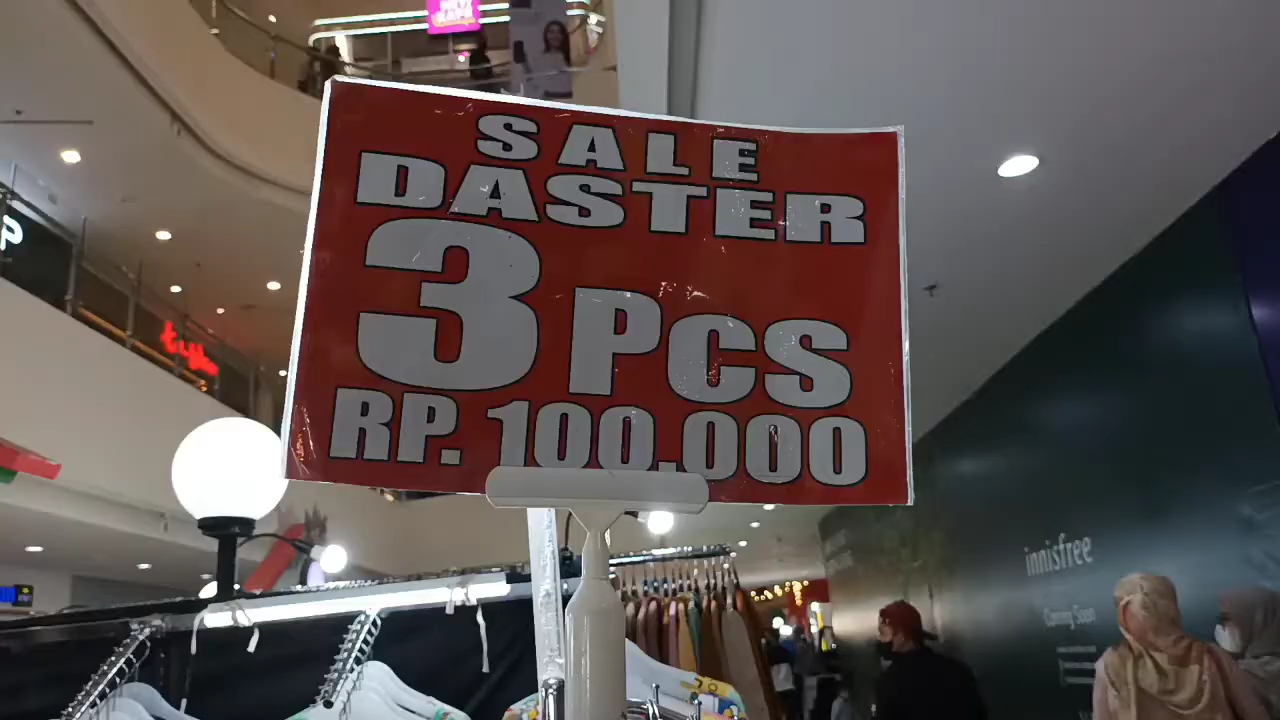 SALE
DASTER
3 PCS
RP. 100.000
innisfree
Coming Soon
P